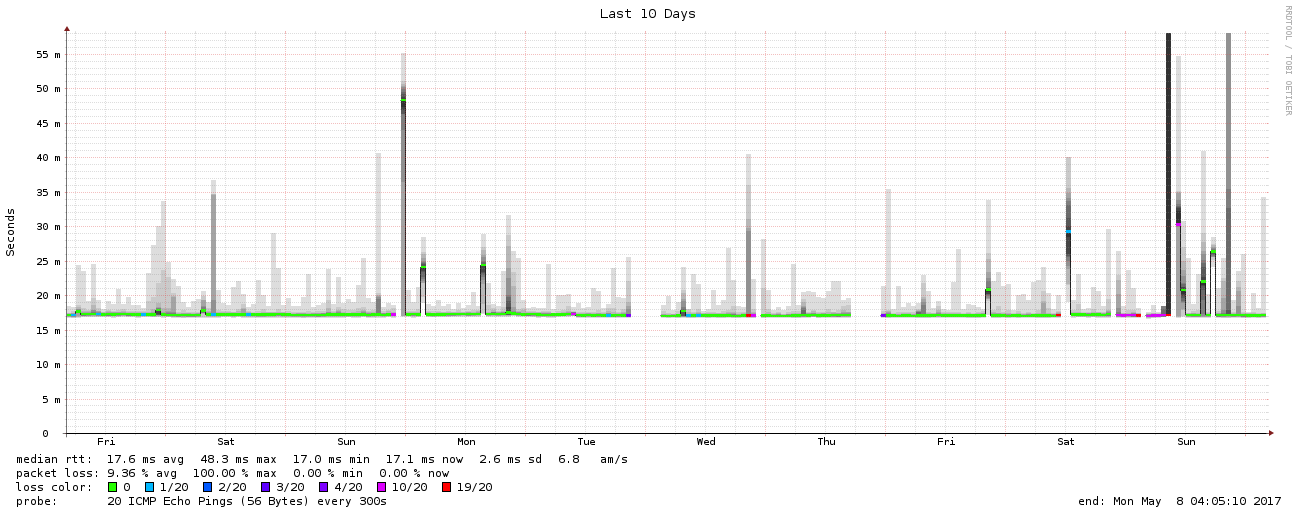 Last 10 Days
RRDTOOL / TOBI OETIKER
Seconds
55 m
50 m
45 m
40 m
35 m
30 m
25 m
20 m
15 m
10 m
5 m
0
Fri Sat Sun Mon Tue Wed Thu Fri Sat Sun
median rtt: 17.6 ms avg 48.3 ms max 17.0 ms min 17.1 ms now 2.6 ms sd 6.8 am/s
packet loss: 9.36 % avg 100.00 % max 0.00 % min 0.00 % now
loss color: 0 1/20 2/20 3/20 4/20 10/20 19/20
probe: 20 ICMP Echo Pings (56 Bytes) every 300s end: Mon May 8 04:05:10 2017